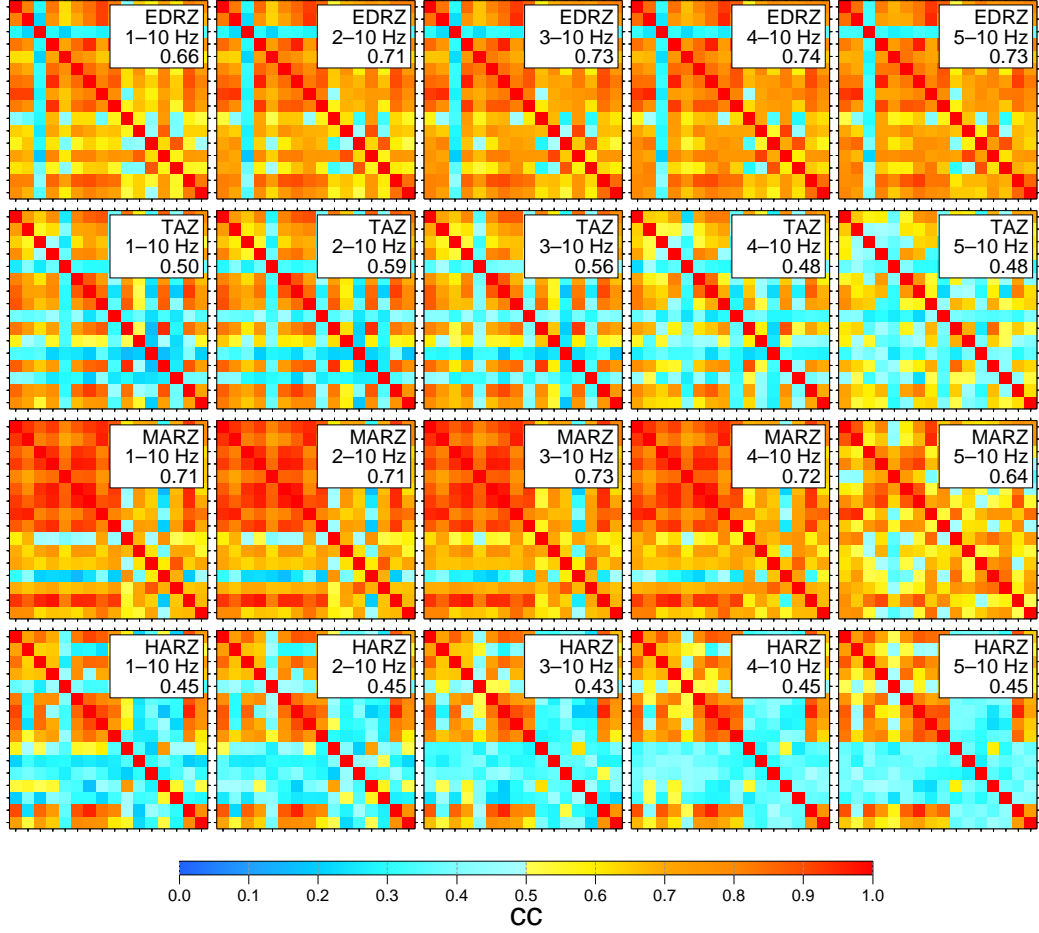 EDRZ
1–10 Hz
0.66
EDRZ
2–10 Hz
0.71
EDRZ
3–10 Hz
0.73
EDRZ
4–10 Hz
0.74
EDRZ
5–10 Hz
0.73
TAZ
1–10 Hz
0.50
TAZ
2–10 Hz
0.59
TAZ
3–10 Hz
0.56
TAZ
4–10 Hz
0.48
TAZ
5–10 Hz
0.48
MARZ
1–10 Hz
0.71
MARZ
2–10 Hz
0.71
MARZ
3–10 Hz
0.73
MARZ
4–10 Hz
0.72
MARZ
5–10 Hz
0.64
HARZ
1–10 Hz
0.45
HARZ
2–10 Hz
0.45
HARZ
3–10 Hz
0.43
HARZ
4–10 Hz
0.45
HARZ
5–10 Hz
0.45
0.0 0.1 0.2 0.3 0.4 0.5 0.6 0.7 0.8 0.9 1.0
CC